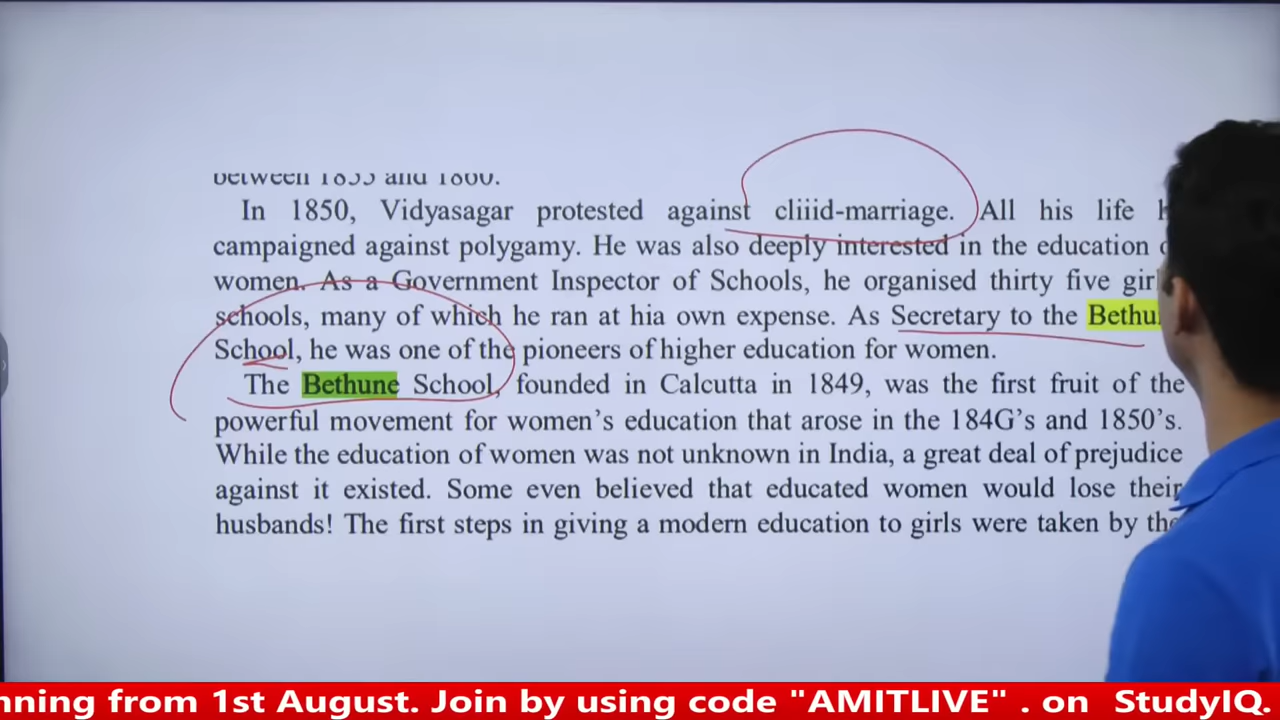 between 1855 and 1860.
In 1850, Vidyasagar protested against cliiid-marriage. All his life
campaigned against polygamy. He was also deeply interested in the education
women. As a Government Inspector of Schools, he organised thirty five
schools, many of which he ran at hia own expense. As Secretary to the
School, he was one of the pioneers of higher education for women.
The Bethune School, founded in Calcutta in 1849, was the first fruit of the
powerful movement for women's education that arose in the 184G's and 1850's.
While the education of women was not unknown in India, a great deal of prejudice
against it existed. Some even believed that educated women would lose their
husbands! The first steps in giving a modern education to girls were taken by the
nning from 1st August. Join by using code "AMITLIVE" . on StudyIQ.